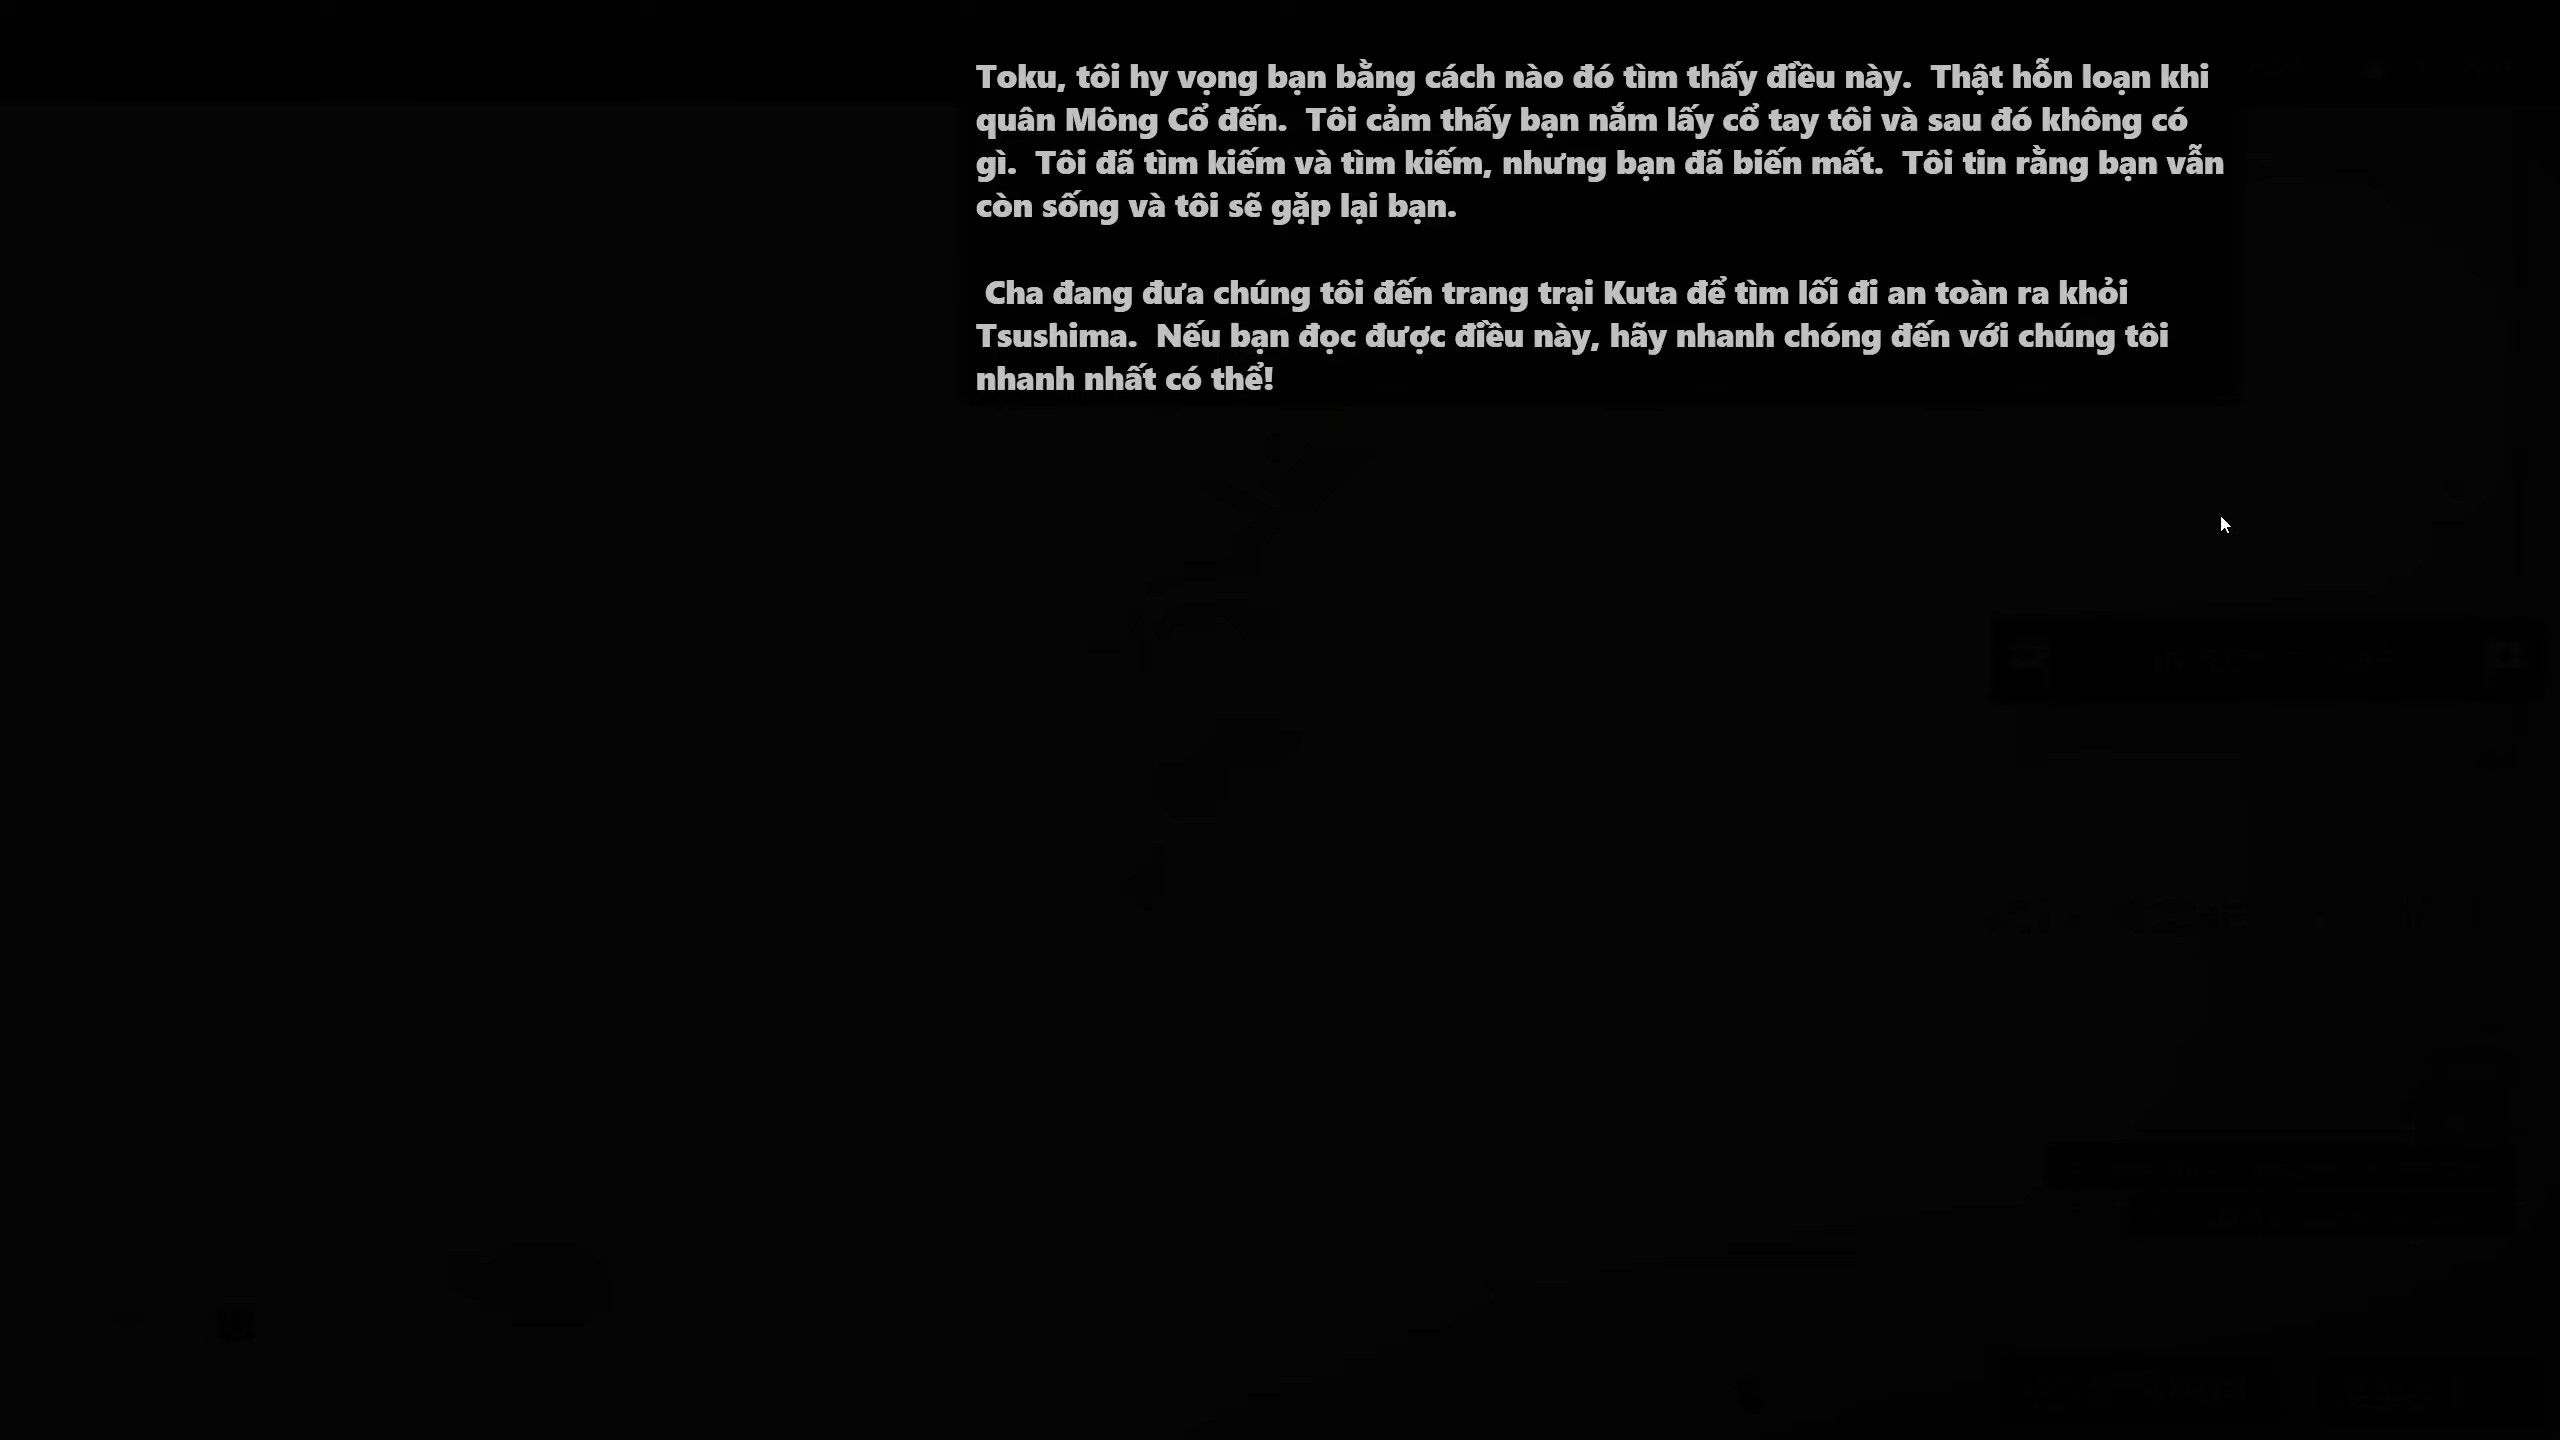 Toku, tôi hy vọng bạn bằng cách nào đó tìm thấy điều này.  Thật hỗn loạn khi
quân Mông Cổ đến.  Tôi cảm thấy bạn nắm lấy cổ tay tôi và sau đó không có
gì.  Tôi đã tìm kiếm và tìm kiếm, nhưng bạn đã biến mất.  Tôi tin rằng bạn vẫn
còn sống và tôi sẽ gặp lại bạn.

Cha đang đưa chúng tôi đến trang trại Kuta để tìm lối đi an toàn ra khỏi
Tsushima.  Nếu bạn đọc được điều này, hãy nhanh chóng đến với chúng tôi
nhanh nhất có thể!